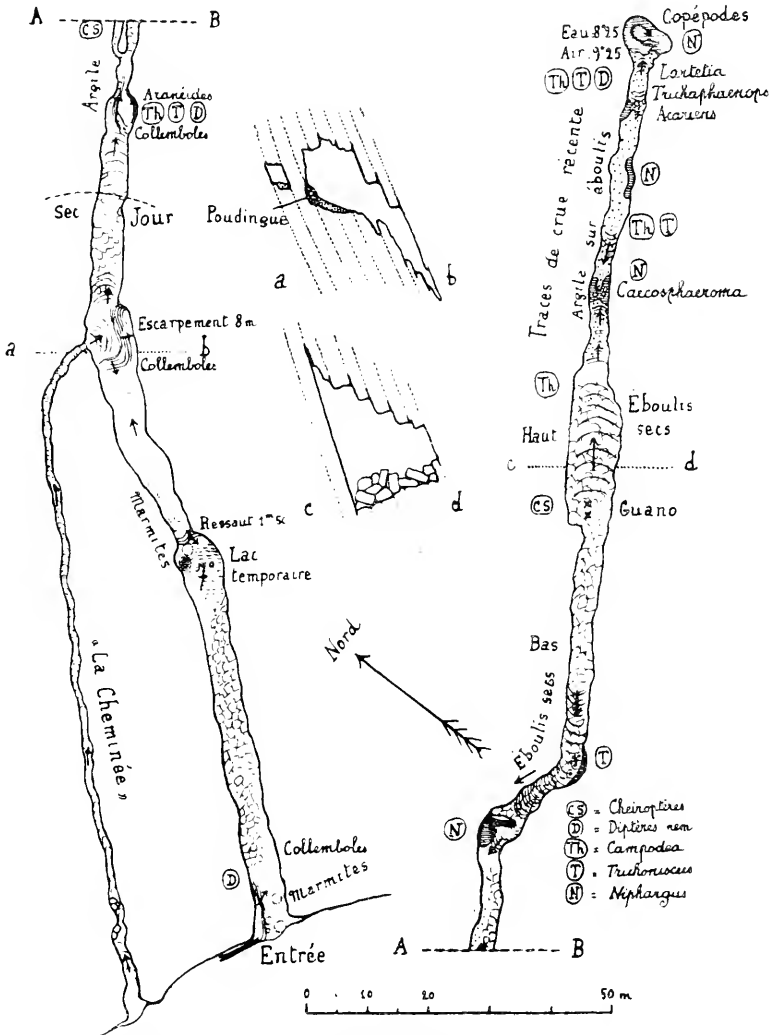 A B
CS
Argile
Aranéides
Th T D
Collemboles
Sec Jour
Escarpement 8m
a b
Collemboles
Marmites
Ressaut 1m50
Lac
temporaire
"La Cheminée"
Collemboles
D
Marmites
Entrée
Poudingue
a b
c d
Nord
0 10 20 50 m
Copépodes
Eau 8°25
Air 9°25
N
Th T D
Lartetia
Trichaphaenops
Acariens
Traces de crue récente
Argile sur éboulis
N
Th T
N
Caecosphaeroma
Th
Éboulis
secs
Haut
c d
CS
Guano
Bas
Éboulis secs
T
N
CS = Cheiroptères
D = Diptères nem
Th = Campodea
T = Trichoniscus
N = Niphargus
A B